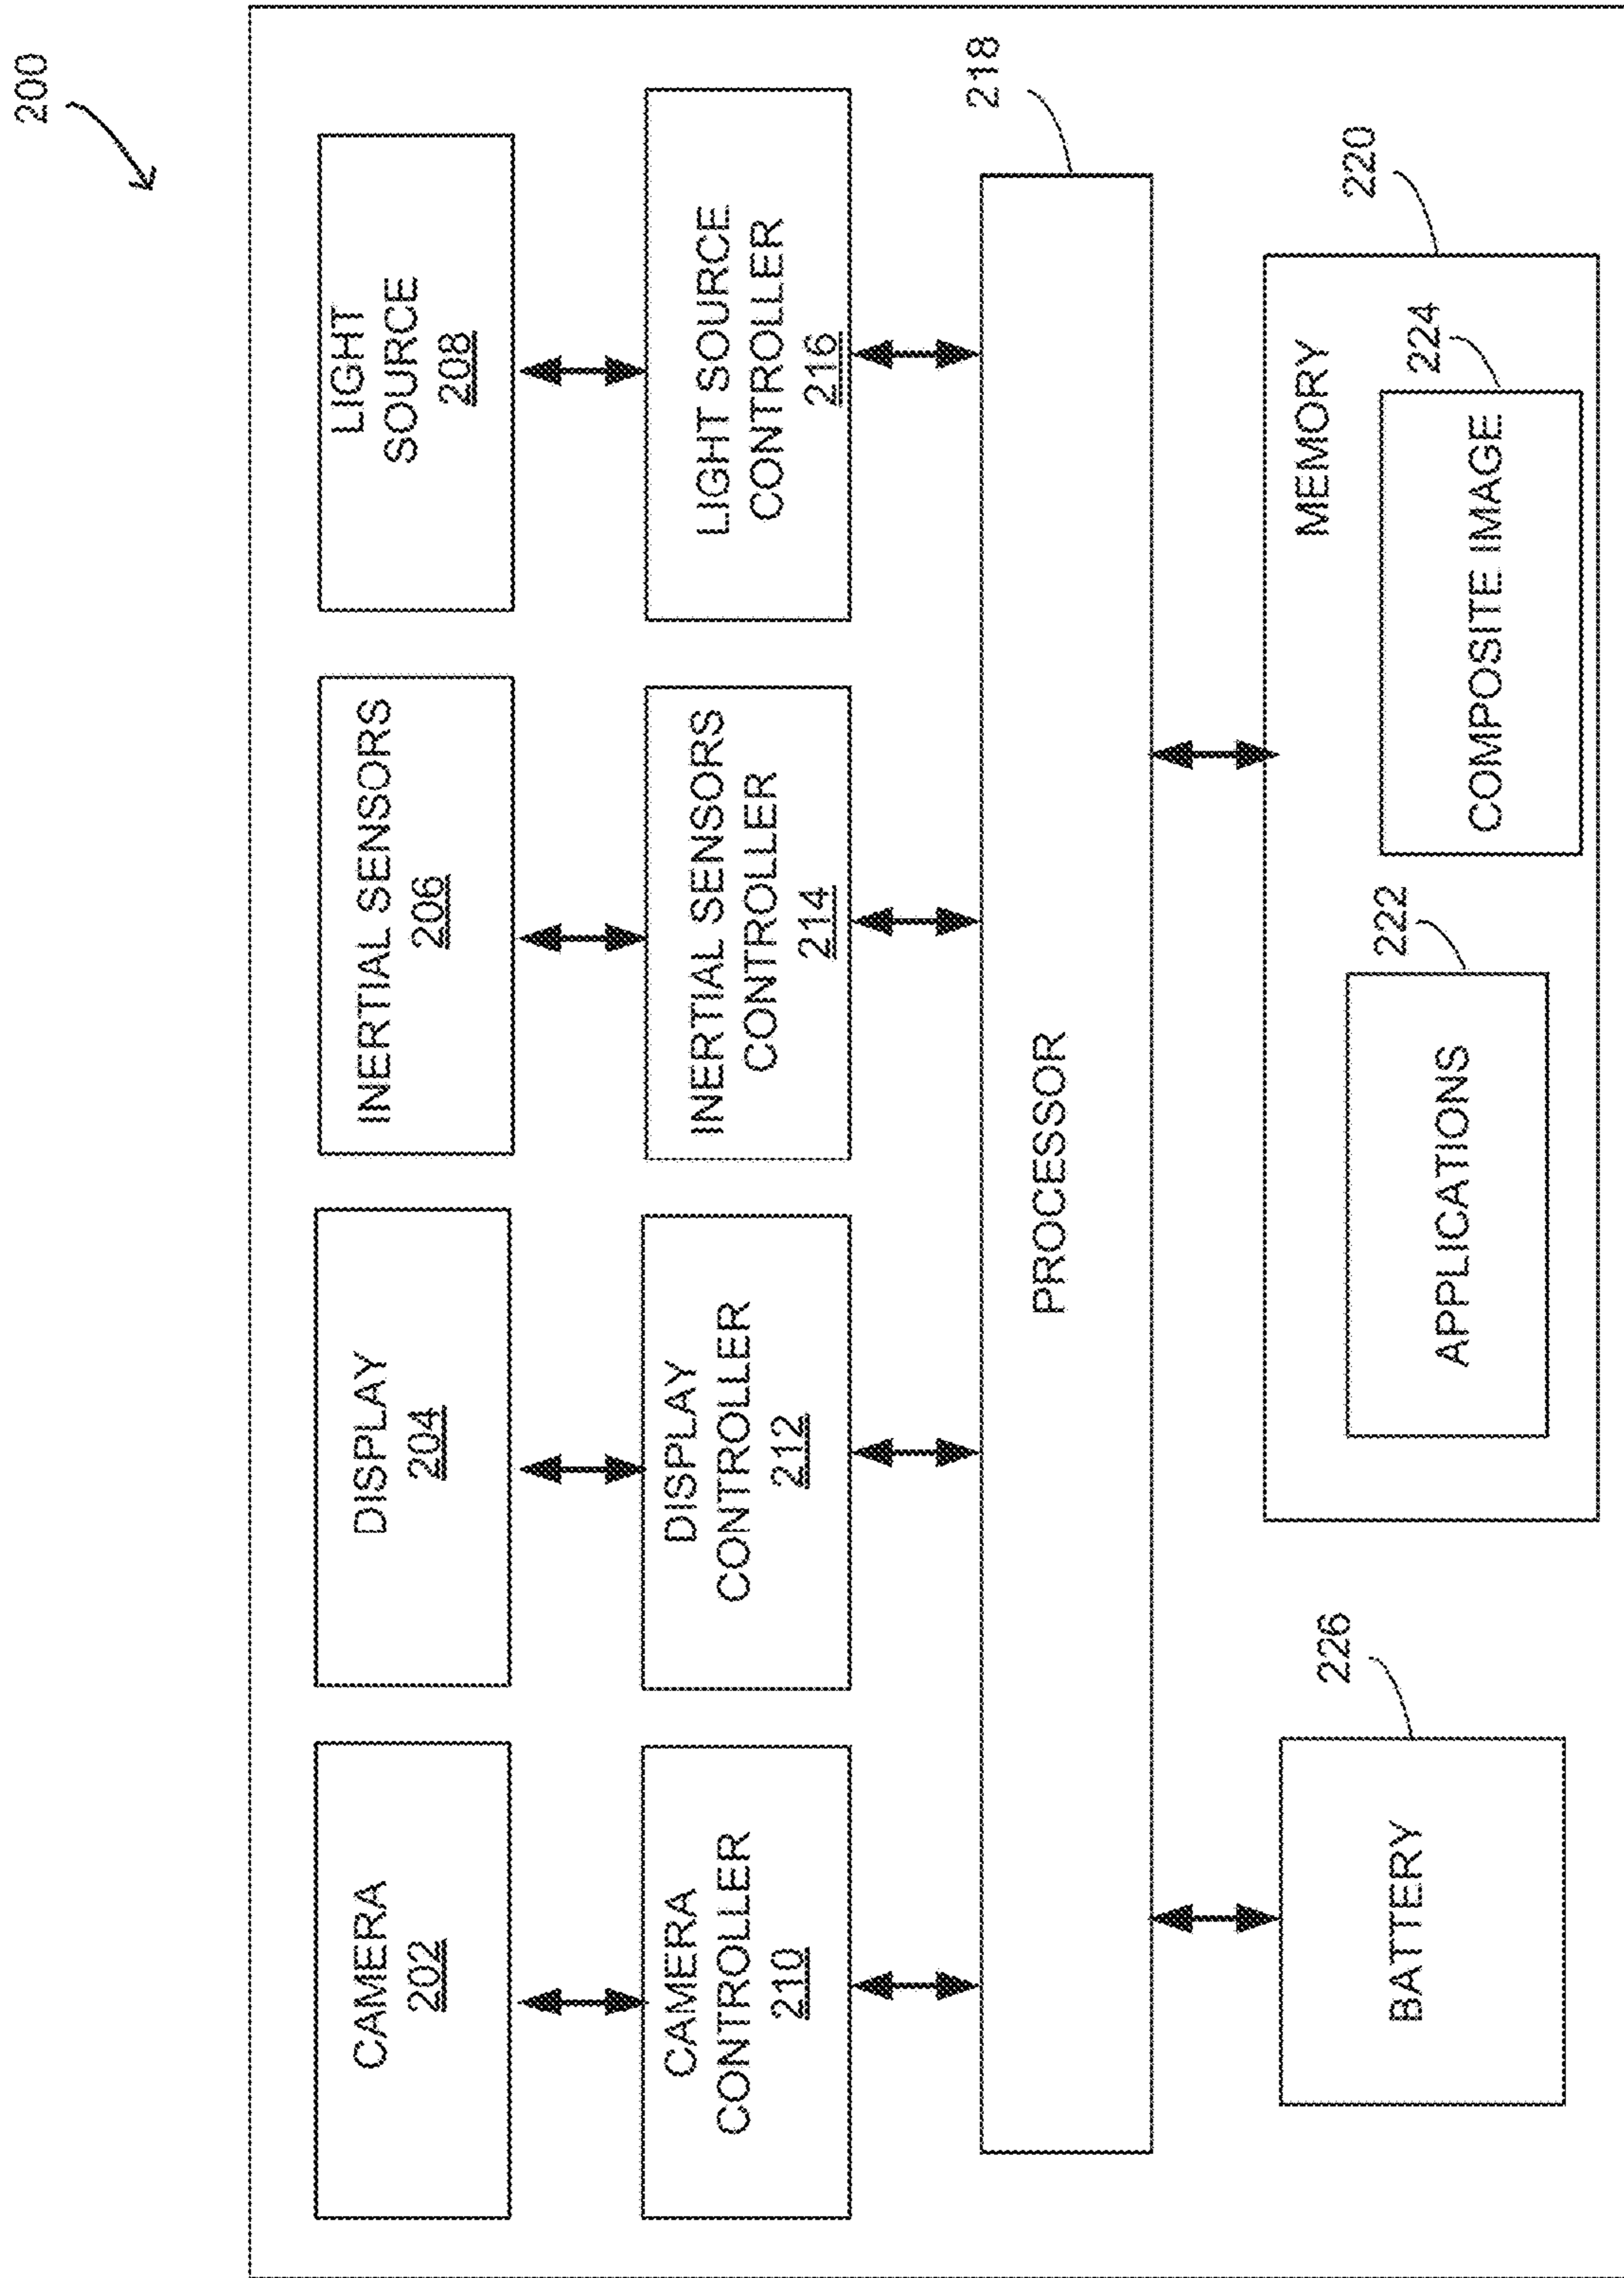 200
CAMERA
202
DISPLAY
204
INERTIAL SENSORS
206
LIGHT
SOURCE
208
CAMERA
CONTROLLER
210
DISPLAY
CONTROLLER
212
INERTIAL SENSORS
CONTROLLER
214
LIGHT SOURCE
CONTROLLER
216
218
PROCESSOR
226
BATTERY
220
MEMORY
222
APPLICATIONS
224
COMPOSITE IMAGE